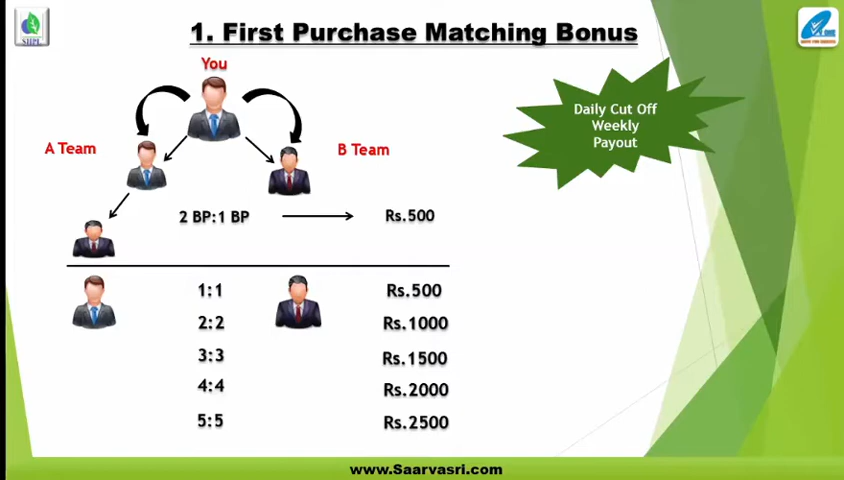 1. First Purchase Matching Bonus
SHPL
You
Daily Cut Off
Weekly
Payout
A Team
B Team
2 BP:1 BP
Rs.500
1:1
Rs.500
2:2
Rs.1000
3:3
Rs.1500
4:4
Rs.2000
5:5
Rs.2500
www.Saarvasri.com